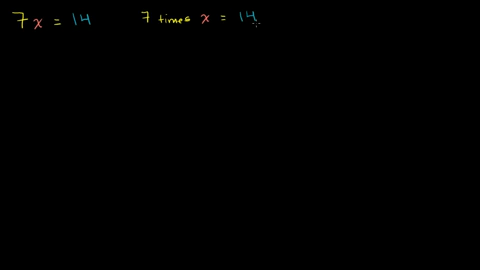 7x = 14 7 times x = 14